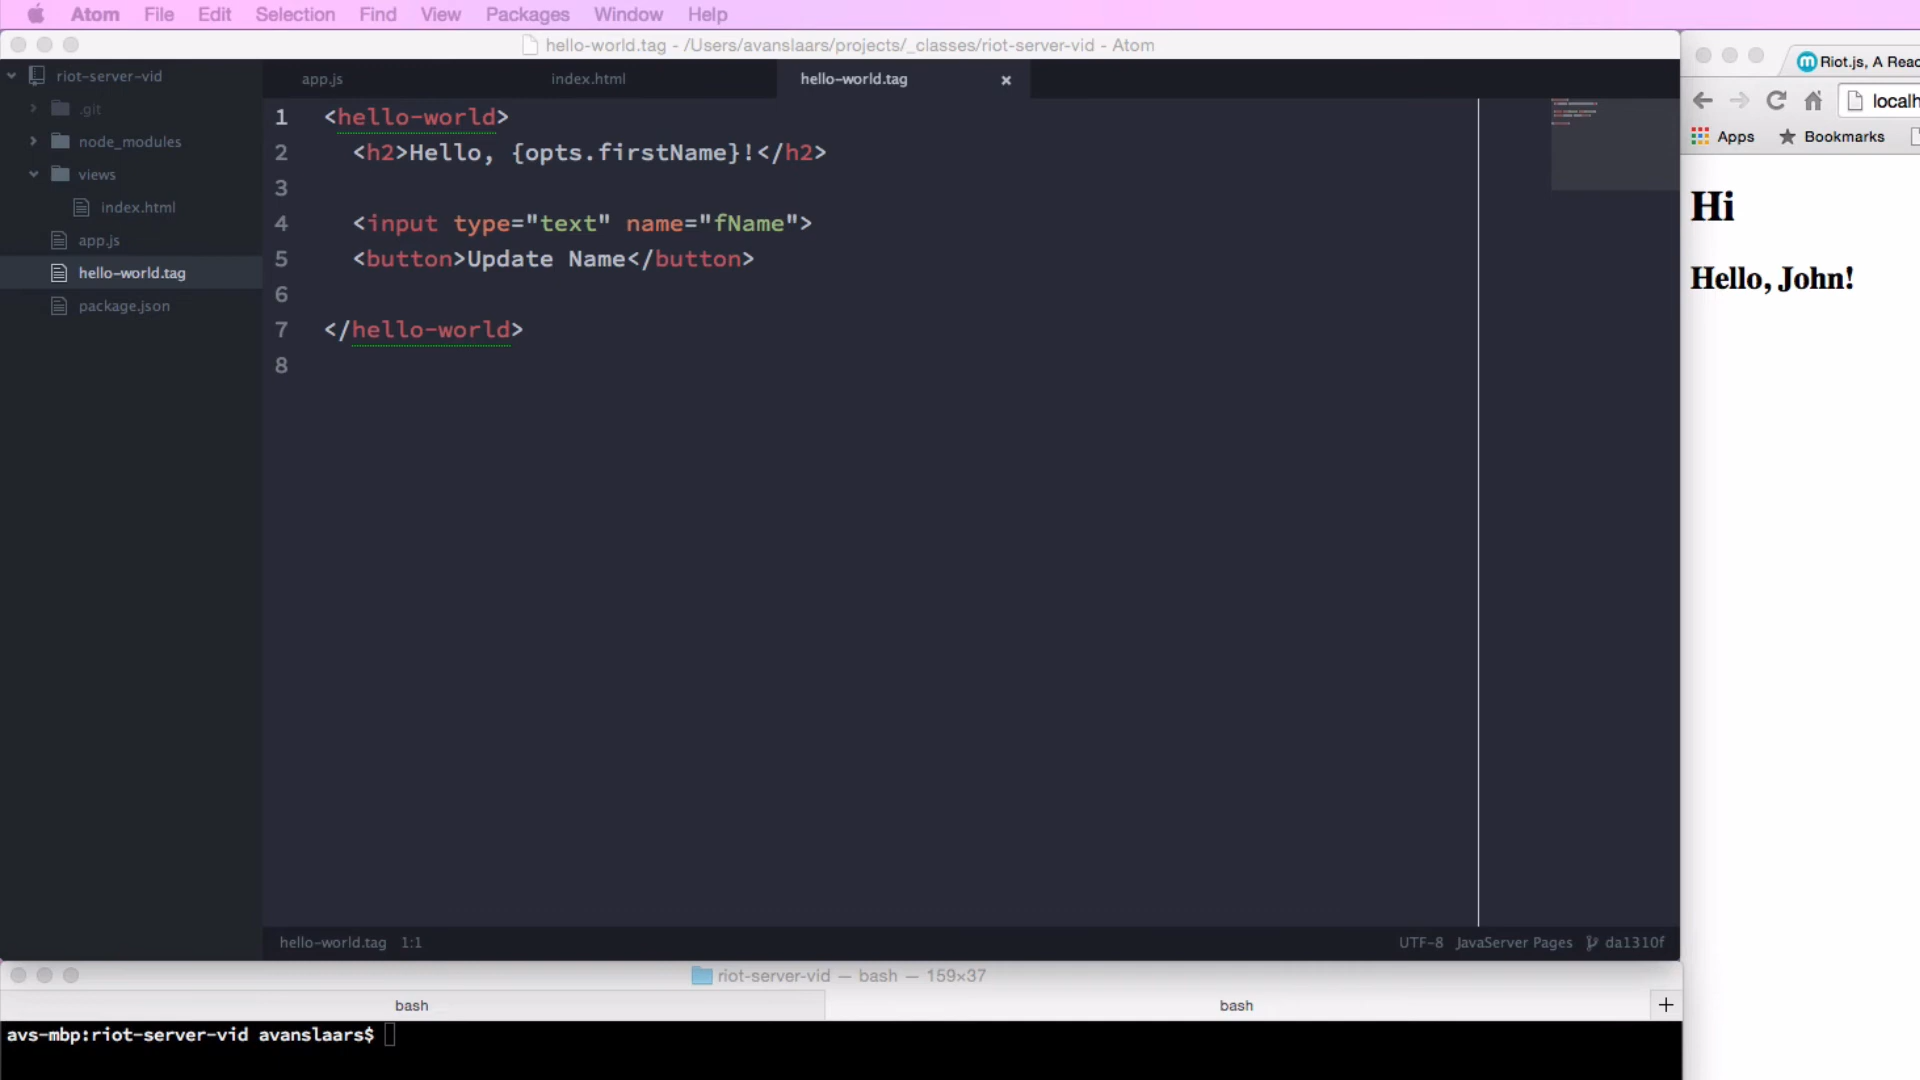 Atom File Edit Selection Find View Packages Window Help
hello-world.tag - /Users/avanslaars/projects/_classes/riot-server-vid - Atom
riot-server-vid
.git
node_modules
views
index.html
app.js
hello-world.tag
package.json
app.js index.html hello-world.tag
1 <hello-world>
2 <h2>Hello, {opts.firstName}!</h2>
3
4 <input type="text" name="fName">
5 <button>Update Name</button>
6
7 </hello-world>
8
hello-world.tag 1:1 UTF-8 JavaServer Pages da1310f
riot-server-vid — bash — 159×37
bash bash +
avs-mbp:riot-server-vid avanslaars$
Riot.js, A Reac
localh
Apps Bookmarks
Hi
Hello, John!